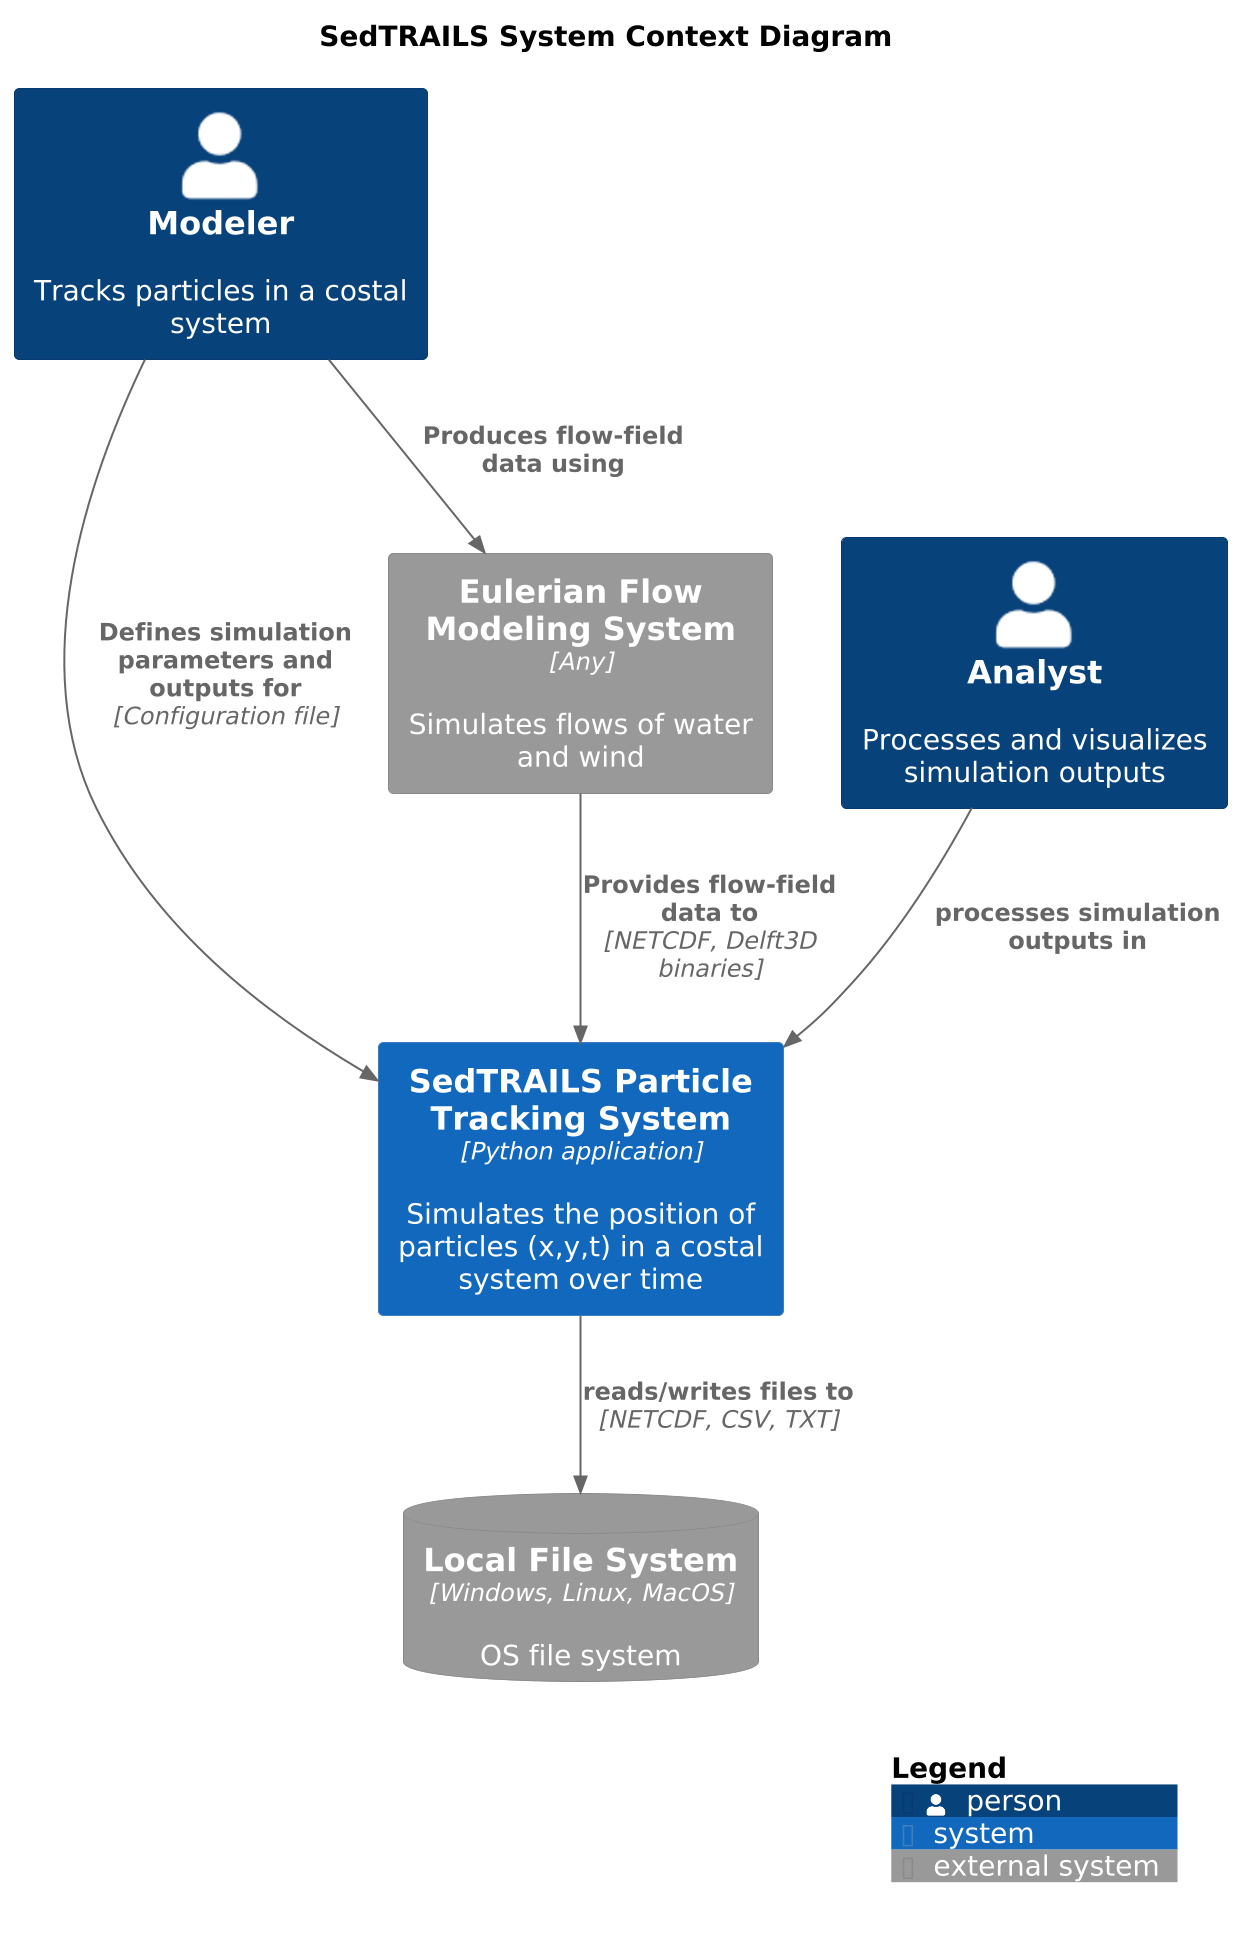 SedTRAILS System Context Diagram
Modeler
Tracks particles in a costal
system
Produces flow-field
data using
Eulerian Flow
Modeling System
[Any]
Simulates flows of water
and wind
Analyst
Processes and visualizes
simulation outputs
Defines simulation
parameters and
outputs for
[Configuration file]
Provides flow-field
data to
[NETCDF, Delft3D
binaries]
processes simulation
outputs in
SedTRAILS Particle
Tracking System
[Python application]
Simulates the position of
particles (x,y,t) in a costal
system over time
reads/writes files to
[NETCDF, CSV, TXT]
Local File System
[Windows, Linux, MacOS]
OS file system
Legend
person
system
external system